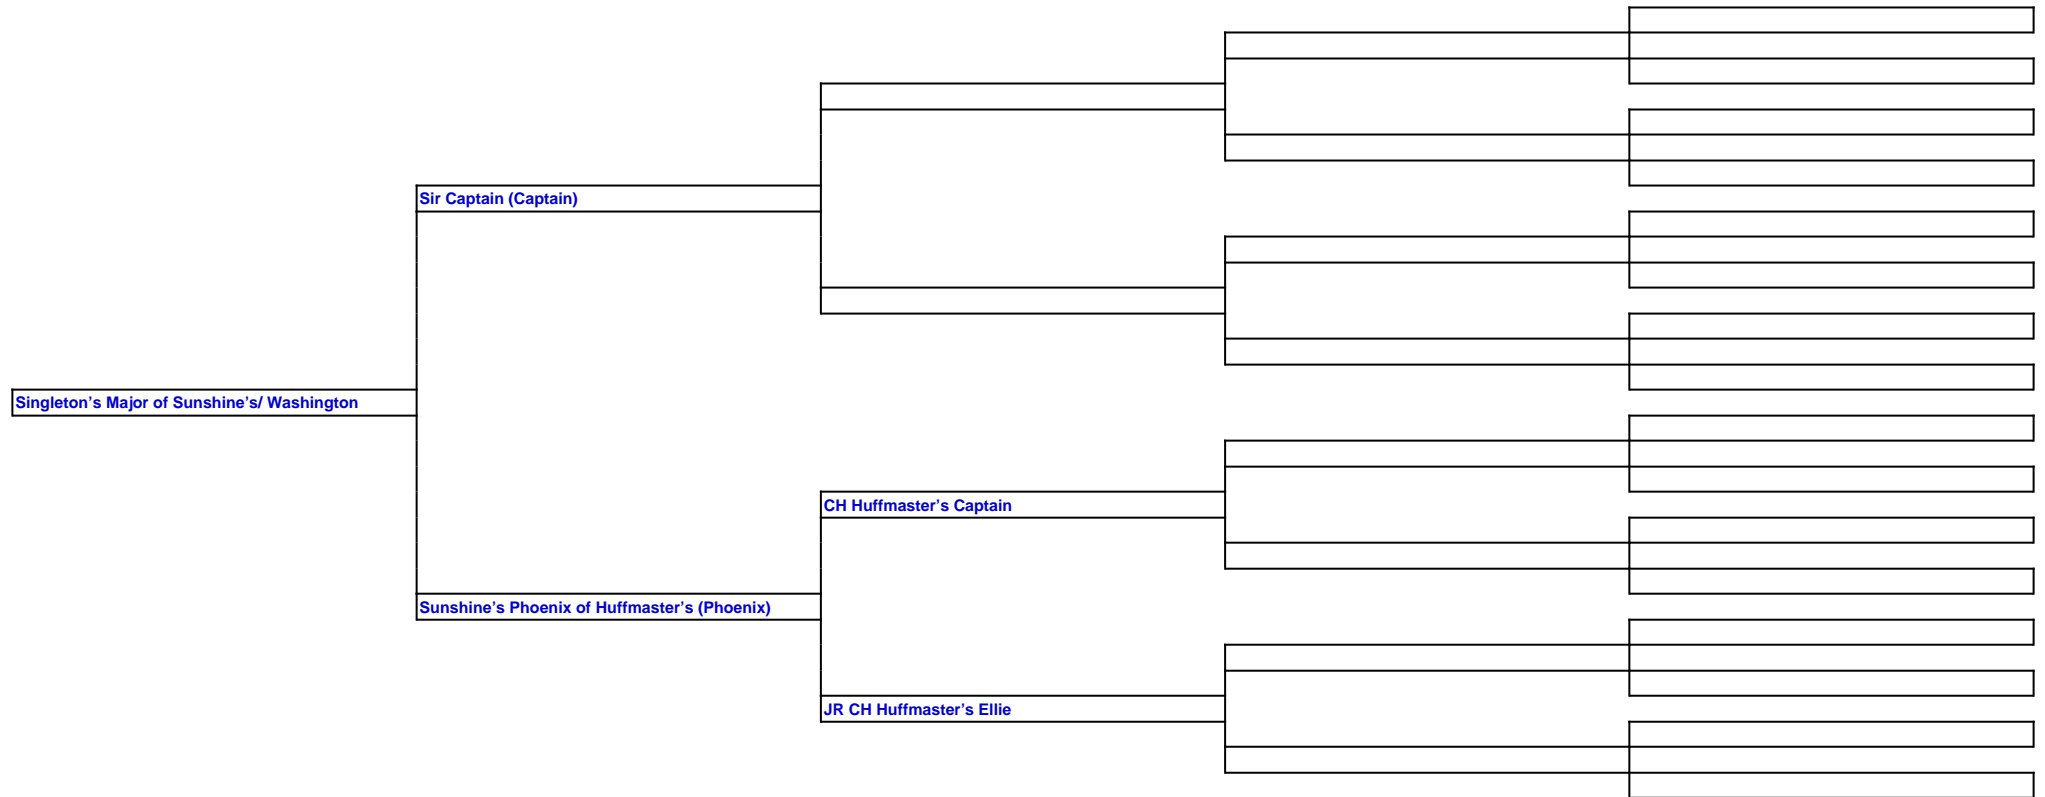 Sir Captain (Captain)
Singleton’s Major of Sunshine’s/ Washington
CH Huffmaster’s Captain
Sunshine’s Phoenix of Huffmaster’s (Phoenix)
JR CH Huffmaster’s Ellie